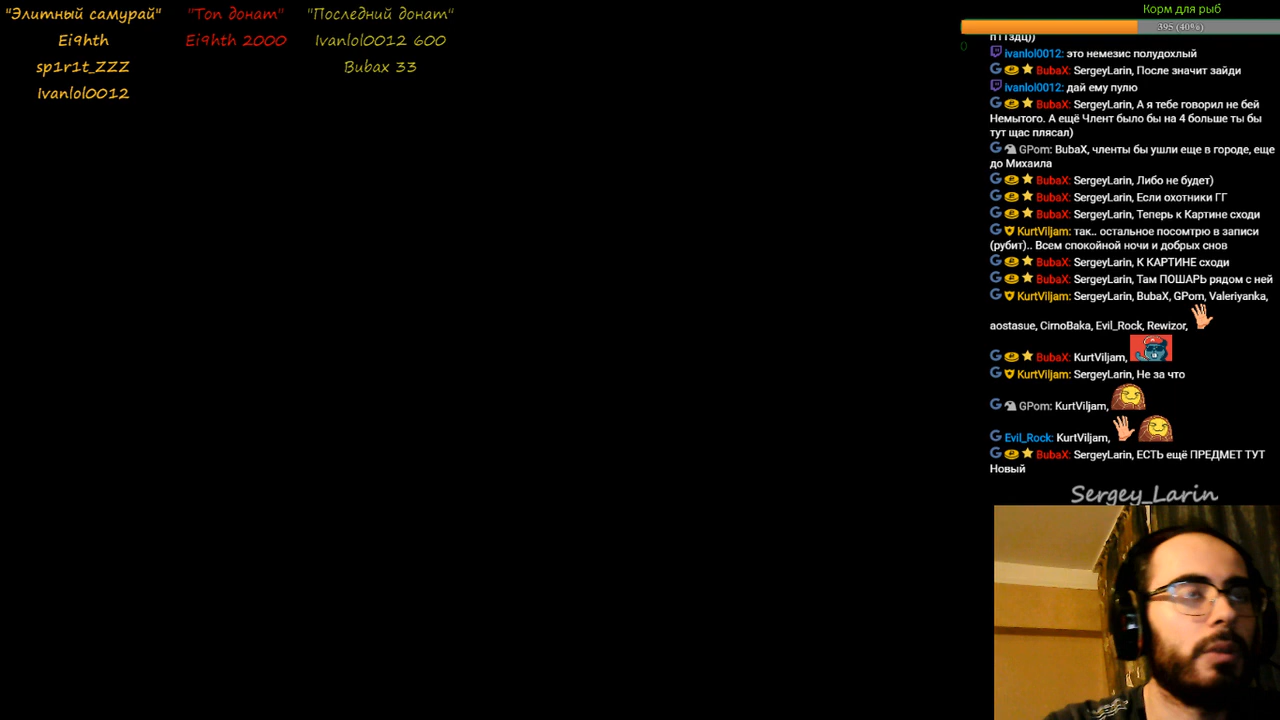 "Элитный самурай"
Ei9hth
sp1r1t_ZZZ
Ivanlol0012
"Топ донат"
Ei9hth 2000
"Последний донат"
Ivanlol0012 600
Bubax 33
Корм для рыб
395 (40%)
0
ivanlol0012: это немезис полудохлый
BubaX: SergeyLarin, После значит зайди
ivanlol0012: дай ему пулю
BubaX: SergeyLarin, А я тебе говорил не бей
Немытого. А ещё Члент было бы на 4 больше ты бы
тут щас плясал)
GPom: BubaX, членты бы ушли еще в городе, еще
до Михаила
BubaX: SergeyLarin, Либо не будет)
BubaX: SergeyLarin, Если охотники ГГ
BubaX: SergeyLarin, Теперь к Картине сходи
KurtViljam: так.. остальное посомтрю в записи
(рубит).. Всем спокойной ночи и добрых снов
BubaX: SergeyLarin, К КАРТИНЕ сходи
BubaX: SergeyLarin, Там ПОШАРЬ рядом с ней
KurtViljam: SergeyLarin, BubaX, GPom, Valeriyanka,
aostasue, CirnoBaka, Evil_Rock, Rewizor,
BubaX: KurtViljam,
KurtViljam: SergeyLarin, Не за что
GPom: KurtViljam,
Evil_Rock: KurtViljam,
BubaX: SergeyLarin, ЕСТЬ ещё ПРЕДМЕТ ТУТ
Новый
Sergey_Larin